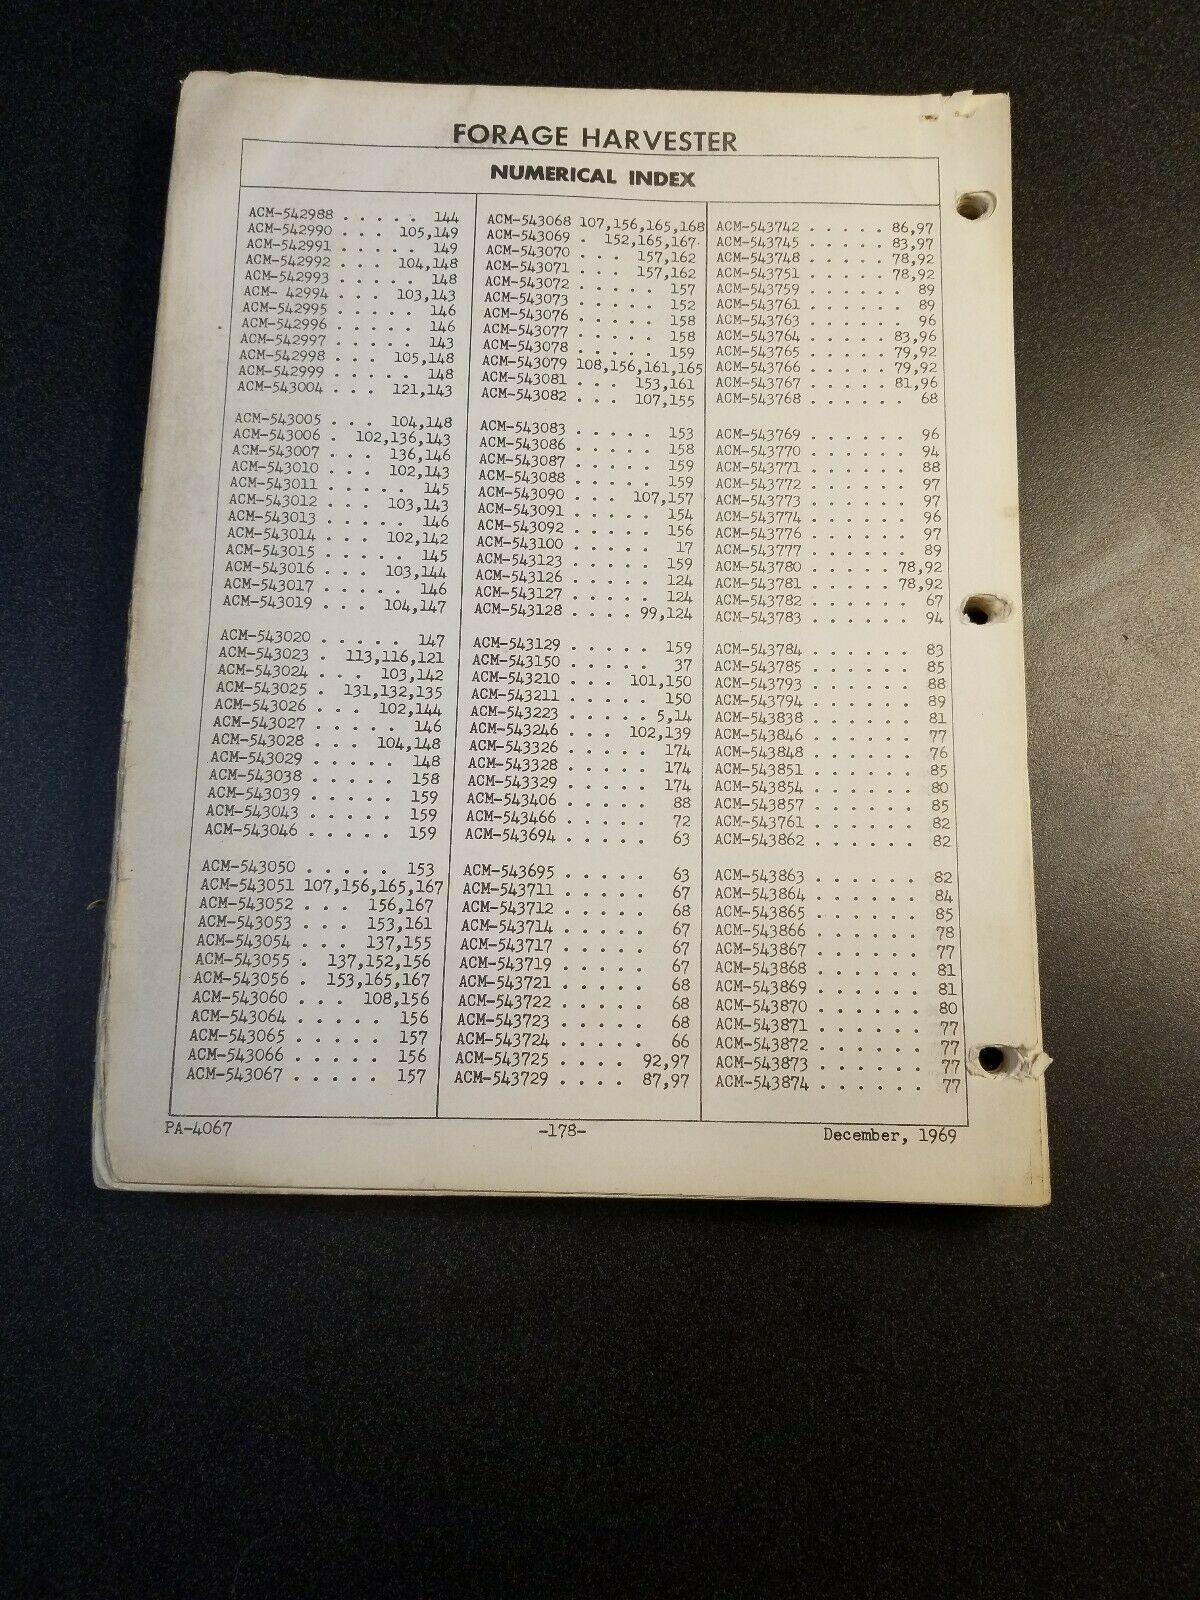 FORAGE HARVESTER
NUMERICAL INDEX
ACM-542988 . . . . . 144
ACM-542990 . . . 105,149
ACM-542991 . . . . . 149
ACM-542992 . . . 104,148
ACM-542993 . . . . . 148
ACM- 42994 . . . 103,143
ACM-542995 . . . . . 146
ACM-542996 . . . . . 146
ACM-542997 . . . . . 143
ACM-542998 . . . 105,148
ACM-542999 . . . . . 148
ACM-543004 . . . 121,143
ACM-543005 . . . 104,148
ACM-543006 . 102,136,143
ACM-543007 . . . 136,146
ACM-543010 . . . 102,143
ACM-543011 . . . . . 145
ACM-543012 . . . 103,143
ACM-543013 . . . . . 146
ACM-543014 . . . 102,142
ACM-543015 . . . . . 145
ACM-543016 . . . 103,144
ACM-543017 . . . . . 146
ACM-543019 . . . 104,147
ACM-543020 . . . . . 147
ACM-543023 . 113,116,121
ACM-543024 . . . 103,142
ACM-543025 . 131,132,135
ACM-543026 . . . 102,144
ACM-543027 . . . . . 146
ACM-543028 . . . 104,148
ACM-543029 . . . . . 148
ACM-543038 . . . . . 158
ACM-543039 . . . . . 159
ACM-543043 . . . . . 159
ACM-543046 . . . . . 159
ACM-543050 . . . . . 153
ACM-543051 107,156,165,167
ACM-543052 . . . 156,167
ACM-543053 . . . 153,161
ACM-543054 . . . 137,155
ACM-543055 . 137,152,156
ACM-543056 . 153,165,167
ACM-543060 . . . 108,156
ACM-543064 . . . . . 156
ACM-543065 . . . . . 157
ACM-543066 . . . . . 156
ACM-543067 . . . . . 157
ACM-543068 107,156,165,168
ACM-543069 . 152,165,167
ACM-543070 . . . 157,162
ACM-543071 . . . 157,162
ACM-543072 . . . . . 157
ACM-543073 . . . . . 152
ACM-543076 . . . . . 158
ACM-543077 . . . . . 158
ACM-543078 . . . . . 159
ACM-543079 108,156,161,165
ACM-543081 . . . 153,161
ACM-543082 . . . 107,155
ACM-543083 . . . . . 153
ACM-543086 . . . . . 158
ACM-543087 . . . . . 159
ACM-543088 . . . . . 159
ACM-543090 . . . 107,157
ACM-543091 . . . . . 154
ACM-543092 . . . . . 156
ACM-543100 . . . . . 17
ACM-543123 . . . . . 159
ACM-543126 . . . . . 124
ACM-543127 . . . . . 124
ACM-543128 . . . 99,124
ACM-543129 . . . . . 159
ACM-543150 . . . . . 37
ACM-543210 . . . 101,150
ACM-543211 . . . . . 150
ACM-543223 . . . . 5,14
ACM-543246 . . . 102,139
ACM-543326 . . . . . 174
ACM-543328 . . . . . 174
ACM-543329 . . . . . 174
ACM-543406 . . . . . 88
ACM-543466 . . . . . 72
ACM-543694 . . . . . 63
ACM-543695 . . . . . 63
ACM-543711 . . . . . 67
ACM-543712 . . . . . 68
ACM-543714 . . . . . 67
ACM-543717 . . . . . 67
ACM-543719 . . . . . 67
ACM-543721 . . . . . 68
ACM-543722 . . . . . 68
ACM-543723 . . . . . 68
ACM-543724 . . . . . 66
ACM-543725 . . . . 92,97
ACM-543729 . . . . 87,97
ACM-543742 . . . . . 86,97
ACM-543745 . . . . . 83,97
ACM-543748 . . . . . 78,92
ACM-543751 . . . . . 78,92
ACM-543759 . . . . . . 89
ACM-543761 . . . . . . 89
ACM-543763 . . . . . . 96
ACM-543764 . . . . . 83,96
ACM-543765 . . . . . 79,92
ACM-543766 . . . . . 79,92
ACM-543767 . . . . . 81,96
ACM-543768 . . . . . . 68
ACM-543769 . . . . . . 96
ACM-543770 . . . . . . 94
ACM-543771 . . . . . . 88
ACM-543772 . . . . . . 97
ACM-543773 . . . . . . 97
ACM-543774 . . . . . . 96
ACM-543776 . . . . . . 97
ACM-543777 . . . . . . 89
ACM-543780 . . . . . 78,92
ACM-543781 . . . . . 78,92
ACM-543782 . . . . . . 67
ACM-543783 . . . . . . 94
ACM-543784 . . . . . . 83
ACM-543785 . . . . . . 85
ACM-543793 . . . . . . 88
ACM-543794 . . . . . . 89
ACM-543838 . . . . . . 81
ACM-543846 . . . . . . 77
ACM-543848 . . . . . . 76
ACM-543851 . . . . . . 85
ACM-543854 . . . . . . 80
ACM-543857 . . . . . . 85
ACM-543761 . . . . . . 82
ACM-543862 . . . . . . 82
ACM-543863 . . . . . . 82
ACM-543864 . . . . . . 84
ACM-543865 . . . . . . 85
ACM-543866 . . . . . . 78
ACM-543867 . . . . . . 77
ACM-543868 . . . . . . 81
ACM-543869 . . . . . . 81
ACM-543870 . . . . . . 80
ACM-543871 . . . . . . 77
ACM-543872 . . . . . . 77
ACM-543873 . . . . . . 77
ACM-543874 . . . . . . 77
PA-4067
-178-
December, 1969